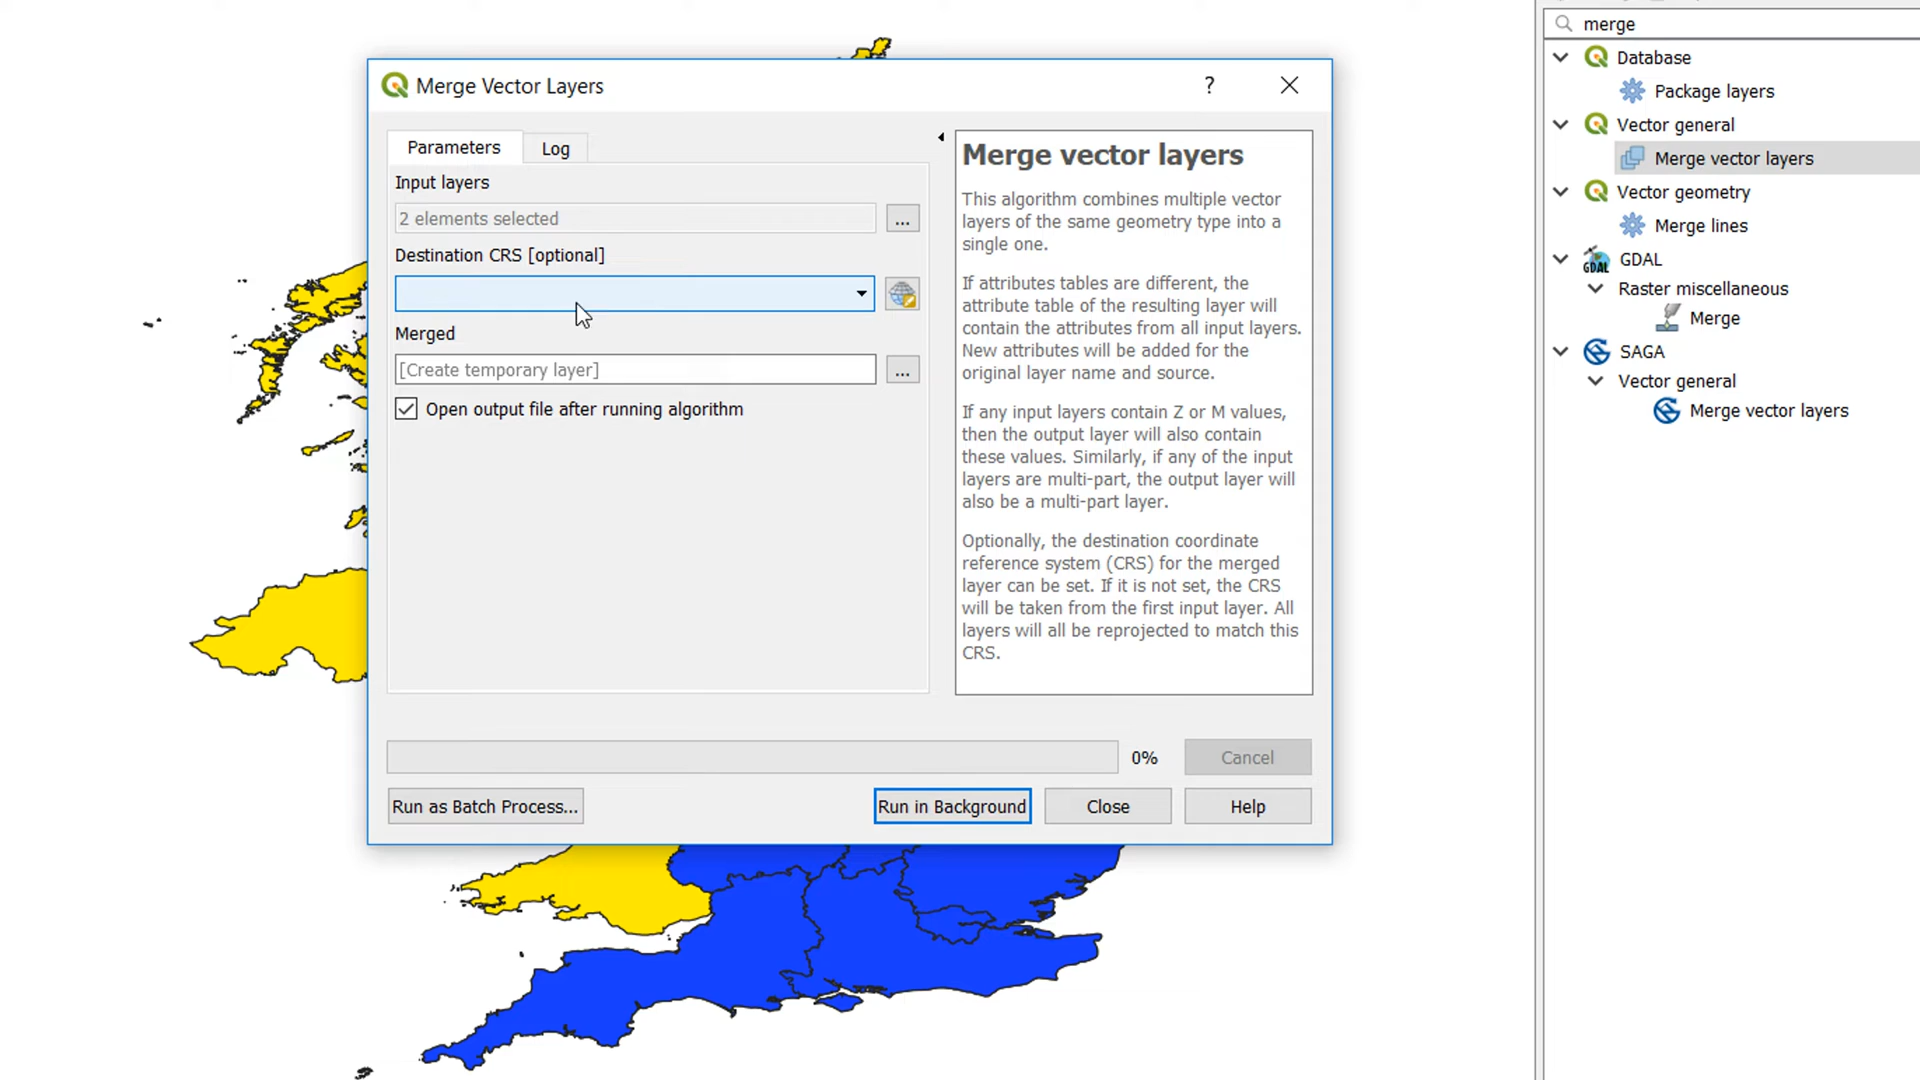 Merge Vector Layers
?
Parameters
Log
Input layers
2 elements selected
...
Destination CRS [optional]
Merged
[Create temporary layer]
...
Open output file after running algorithm
Merge vector layers
This algorithm combines multiple vector
layers of the same geometry type into a
single one.
If attributes tables are different, the
attribute table of the resulting layer will
contain the attributes from all input layers.
New attributes will be added for the
original layer name and source.
If any input layers contain Z or M values,
then the output layer will also contain
these values. Similarly, if any of the input
layers are multi-part, the output layer will
also be a multi-part layer.
Optionally, the destination coordinate
reference system (CRS) for the merged
layer can be set. If it is not set, the CRS
will be taken from the first input layer. All
layers will all be reprojected to match this
CRS.
0%
Cancel
Run as Batch Process...
Run in Background
Close
Help
merge
Database
Package layers
Vector general
Merge vector layers
Vector geometry
Merge lines
GDAL
GDAL
Raster miscellaneous
Merge
SAGA
Vector general
Merge vector layers